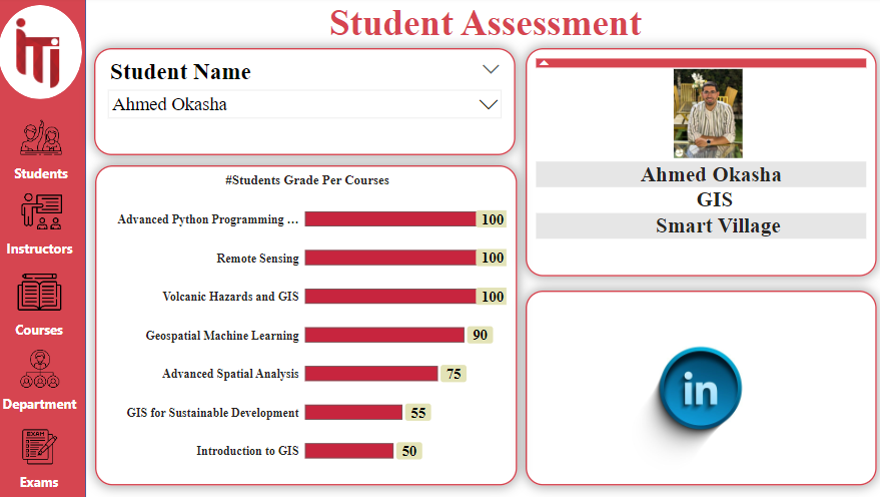 Student Assessment
iTi
Students
Instructors
Courses
Department
EXAM
Exams
Student Name
Ahmed Okasha
#Students Grade Per Courses
Advanced Python Programming ... 100
Remote Sensing 100
Volcanic Hazards and GIS 100
Geospatial Machine Learning 90
Advanced Spatial Analysis 75
GIS for Sustainable Development 55
Introduction to GIS 50
Ahmed Okasha
GIS
Smart Village
in